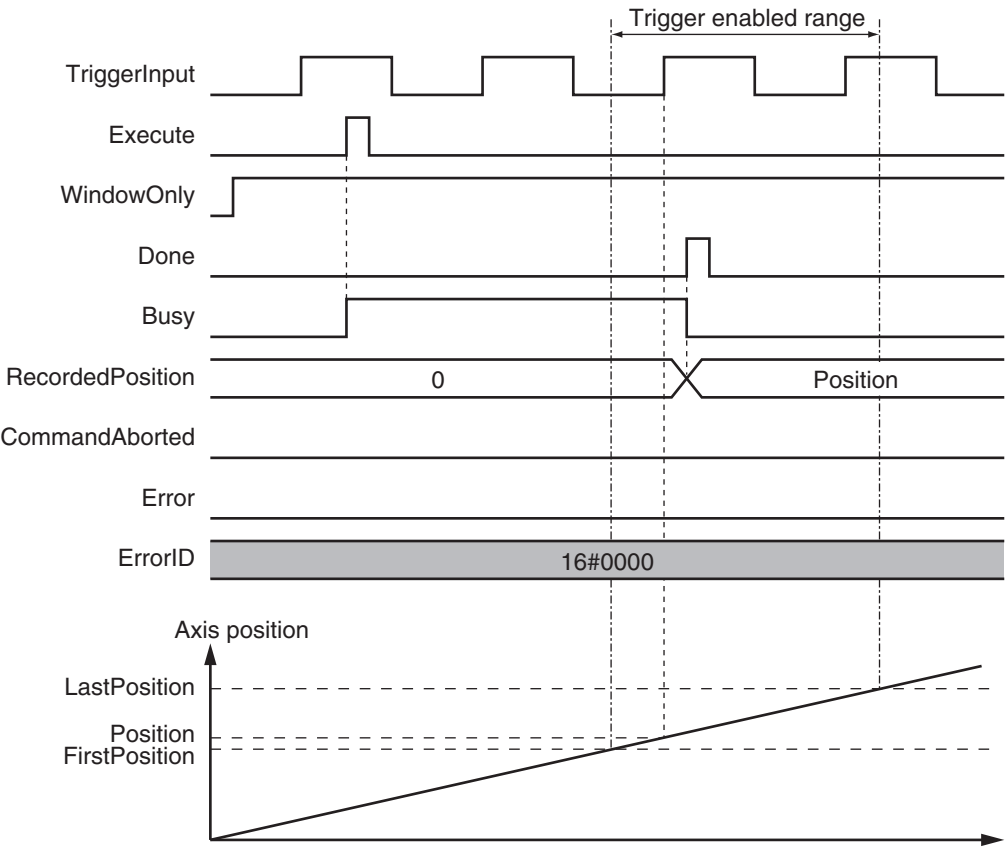 Trigger enabled range
TriggerInput
Execute
WindowOnly
Done
Busy
RecordedPosition 0 Position
CommandAborted
Error
ErrorID 16#0000
Axis position
LastPosition
Position
FirstPosition